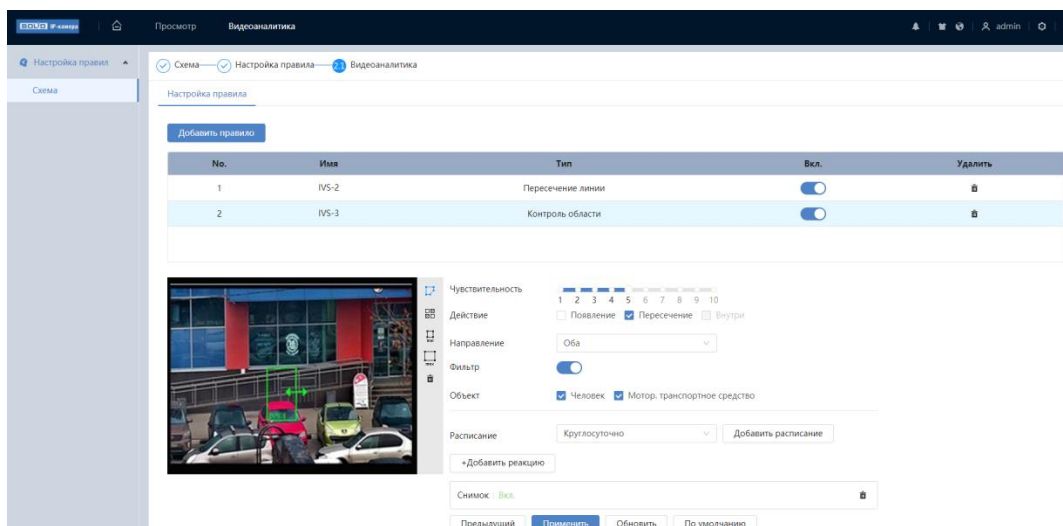 BOLID IP-камера Просмотр Видеоаналитика admin
Настройка правил Схема Настройка правила 2.1 Видеоаналитика
Схема Настройка правила
Добавить правило
No. Имя Тип Вкл. Удалить
1 IVS-2 Пересечение линии
2 IVS-3 Контроль области
Чувствительность
1 2 3 4 5 6 7 8 9 10
Действие Появление Пересечение Внутри
Направление Оба
Фильтр
Объект Человек Мотор. транспортное средство
Расписание Круглосуточно Добавить расписание
+Добавить реакцию
Снимок Вкл.
Предыдущий Применить Обновить По умолчанию